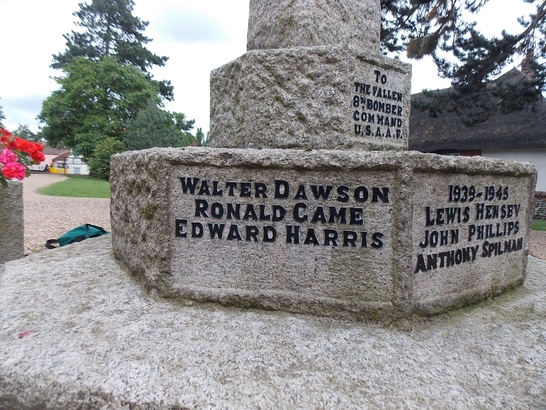 TO
THE FALLEN
8TH BOMBER
COMMAND
U.S.A.A.F.
WALTER DAWSON
RONALD GAME
EDWARD HARRIS
1939-1945
LEWIS HENSBY
JOHN PHILLIPS
ANTHONY SPILMAN